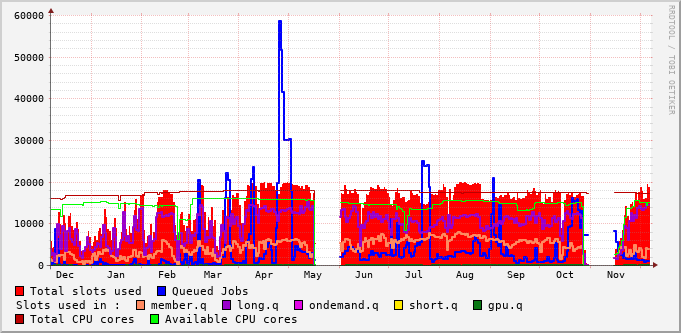 60000
50000
40000
30000
20000
10000
0
Dec Jan Feb Mar Apr May Jun Jul Aug Sep Oct Nov
RRDTOOL / TOBI OETIKER
Total slots used Queued Jobs
Slots used in : member.q long.q ondemand.q short.q gpu.q
Total CPU cores Available CPU cores